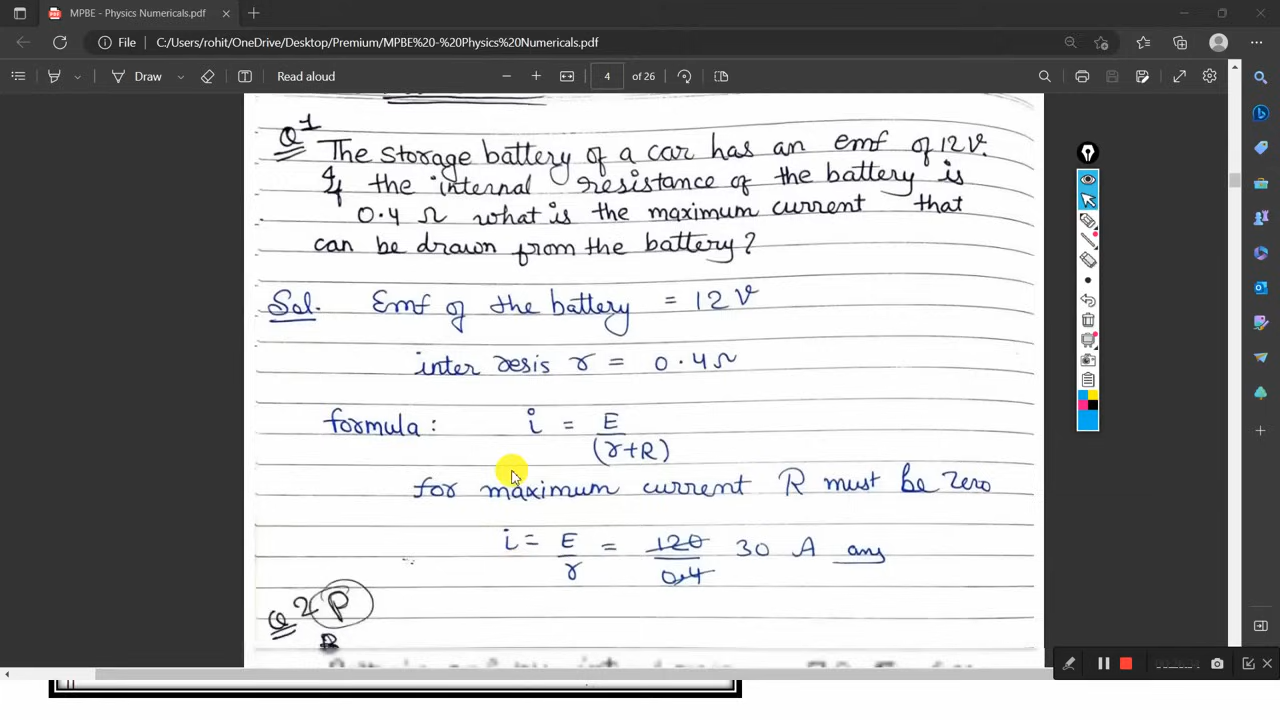 MPBE - Physics Numericals.pdf
File C:/Users/rohit/OneDrive/Desktop/Premium/MPBE%20-%20Physics%20Numericals.pdf
Draw Read aloud 4 of 26
Q1 The storage battery of a car has an emf of 12 V.
If the internal resistance of the battery is
0.4 Ω what is the maximum current that
can be drawn from the battery?
Sol. Emf of the battery = 12 V
inter resis r = 0.4 Ω
formula: i = E/(r+R)
for maximum current R must be zero
i = E/r = 120/0.4 30 A ans
Q2 P
R